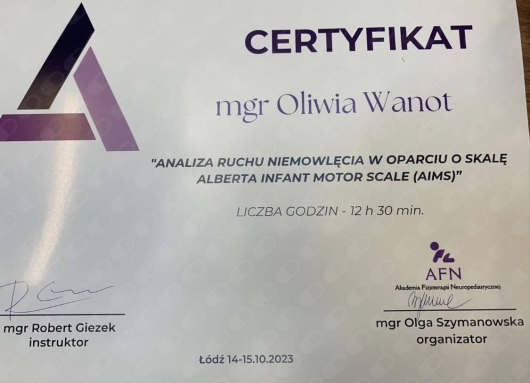 CERTYFIKAT
mgr Oliwia Wanot
"ANALIZA RUCHU NIEMOWLĘCIA W OPARCIU O SKALĘ
ALBERTA INFANT MOTOR SCALE (AIMS)”
LICZBA GODZIN - 12 h 30 min.
AFN
Akademia Fizjoterapii Neuropediatrycznej
mgr Robert Giezek
instruktor
mgr Olga Szymanowska
organizator
Łódź 14-15.10.2023